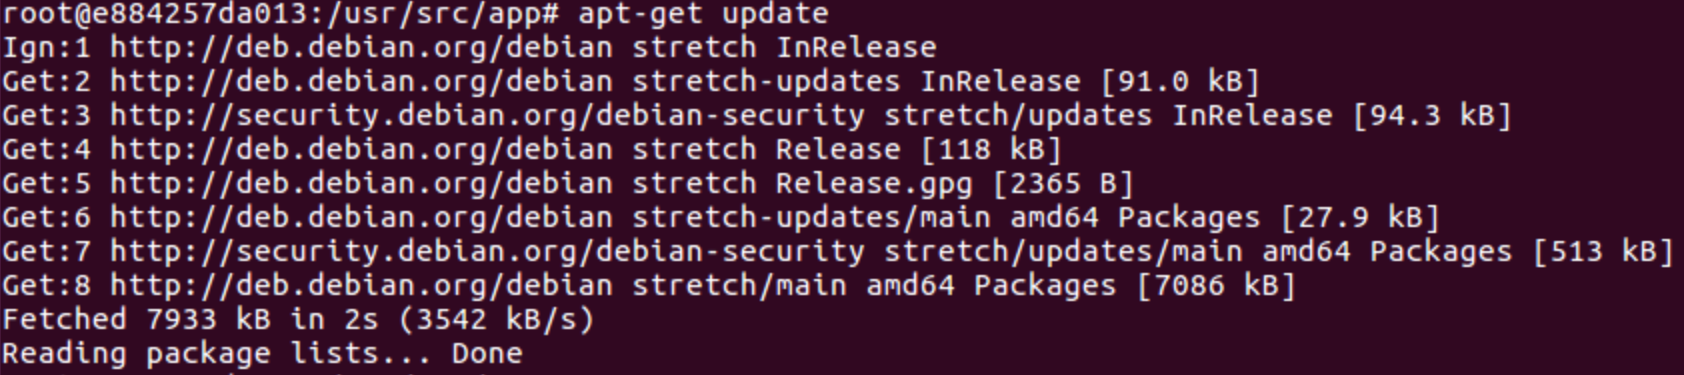 root@e884257da013:/usr/src/app# apt-get update
Ign:1 http://deb.debian.org/debian stretch InRelease
Get:2 http://deb.debian.org/debian stretch-updates InRelease [91.0 kB]
Get:3 http://security.debian.org/debian-security stretch/updates InRelease [94.3 kB]
Get:4 http://deb.debian.org/debian stretch Release [118 kB]
Get:5 http://deb.debian.org/debian stretch Release.gpg [2365 B]
Get:6 http://deb.debian.org/debian stretch-updates/main amd64 Packages [27.9 kB]
Get:7 http://security.debian.org/debian-security stretch/updates/main amd64 Packages [513 kB]
Get:8 http://deb.debian.org/debian stretch/main amd64 Packages [7086 kB]
Fetched 7933 kB in 2s (3542 kB/s)
Reading package lists... Done